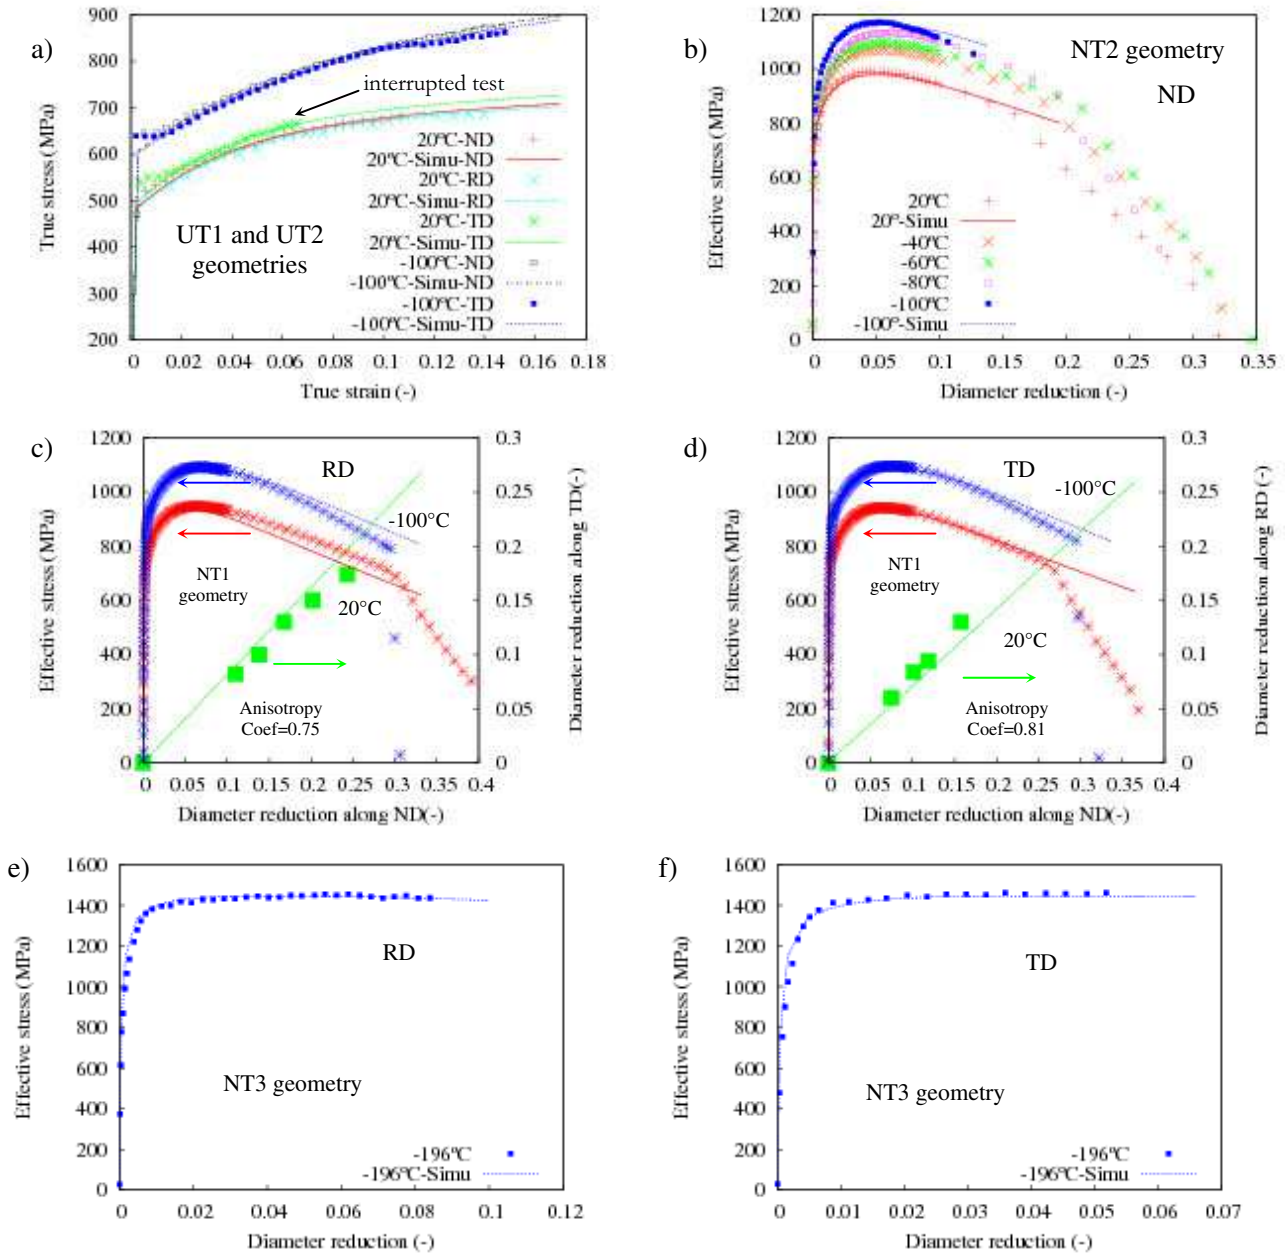 a)
900
800
700
600
500
400
300
200
True stress (MPa)
interrupted test
20°C-ND
20°C-Simu-ND
20°C-RD
20°C-Simu-RD
20°C-TD
20°C-Simu-TD
-100°C-ND
-100°C-Simu-ND
-100°C-TD
-100°C-Simu-TD
UT1 and UT2
geometries
0 0.02 0.04 0.06 0.08 0.1 0.12 0.14 0.16 0.18
True strain (-)
b)
1200
1000
800
600
400
200
0
Effective stress (MPa)
NT2 geometry
ND
20°C
20°-Simu
-40°C
-60°C
-80°C
-100°C
-100°-Simu
0 0.05 0.1 0.15 0.2 0.25 0.3 0.35
Diameter reduction (-)
c)
1200
1000
800
600
400
200
0
Effective stress (MPa)
RD
-100°C
NT1
geometry
20°C
Anisotropy
Coef=0.75
0.3
0.25
0.2
0.15
0.1
0.05
0
Diameter reduction along TD(-)
0 0.05 0.1 0.15 0.2 0.25 0.3 0.35 0.4
Diameter reduction along ND(-)
d)
1200
1000
800
600
400
200
0
Effective stress (MPa)
TD
-100°C
NT1
geometry
20°C
Anisotropy
Coef=0.81
0.3
0.25
0.2
0.15
0.1
0.05
0
Diameter reduction along RD (-)
0 0.05 0.1 0.15 0.2 0.25 0.3 0.35 0.4
Diameter reduction along ND(-)
e)
1600
1400
1200
1000
800
600
400
200
0
Effective stress (MPa)
RD
NT3 geometry
-196°C
-196°C-Simu
0 0.02 0.04 0.06 0.08 0.1 0.12
Diameter reduction (-)
f)
1600
1400
1200
1000
800
600
400
200
0
Effective stress (MPa)
TD
NT3 geometry
-196°C
-196°C-Simu
0 0.01 0.02 0.03 0.04 0.05 0.06 0.07
Diameter reduction (-)